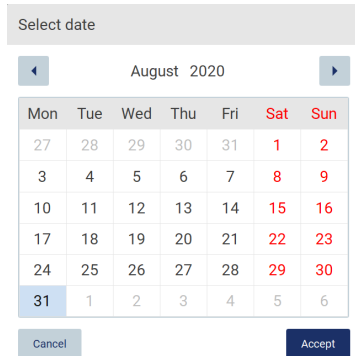 Select date
August 2020
Mon Tue Wed Thu Fri Sat Sun
27 28 29 30 31 1 2
3 4 5 6 7 8 9
10 11 12 13 14 15 16
17 18 19 20 21 22 23
24 25 26 27 28 29 30
31 1 2 3 4 5 6
Cancel Accept